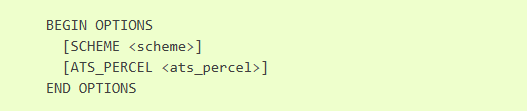 BEGIN OPTIONS
  [SCHEME <scheme>]
  [ATS_PERCEL <ats_percel>]
END OPTIONS